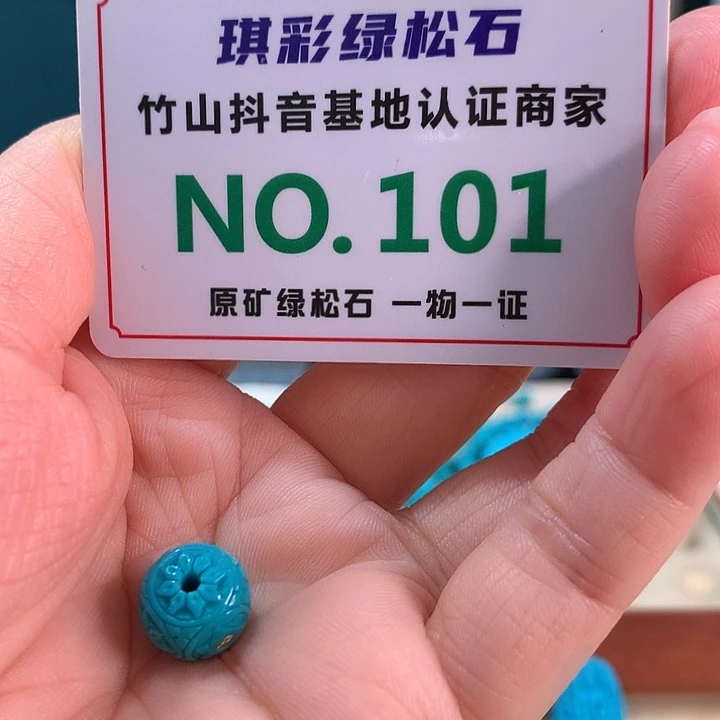 琪彩绿松石
竹山抖音基地认证商家
NO.101
原矿绿松石 一物一证